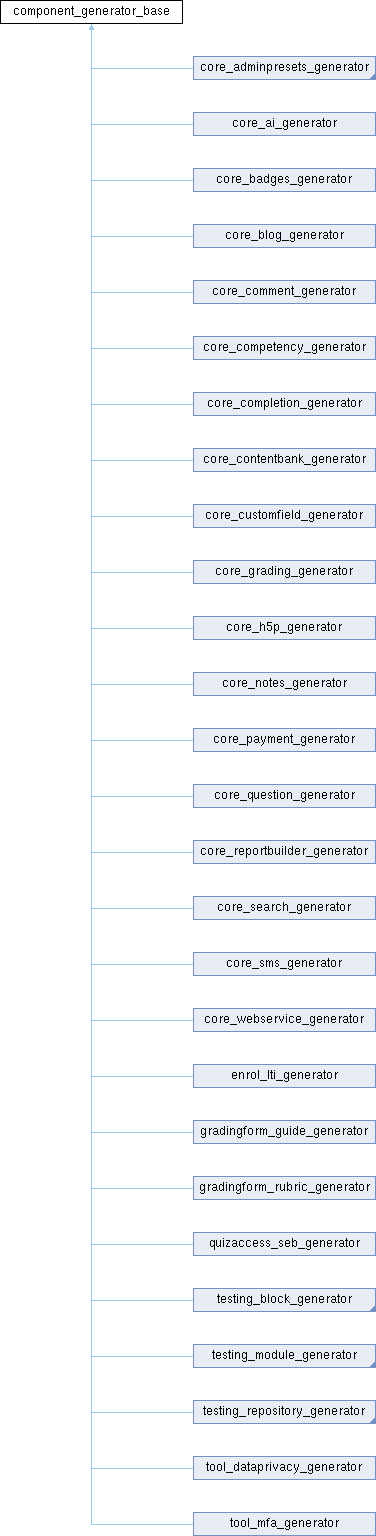 component_generator_base
core_adminpresets_generator
core_ai_generator
core_badges_generator
core_blog_generator
core_comment_generator
core_competency_generator
core_completion_generator
core_contentbank_generator
core_customfield_generator
core_grading_generator
core_h5p_generator
core_notes_generator
core_payment_generator
core_question_generator
core_reportbuilder_generator
core_search_generator
core_sms_generator
core_webservice_generator
enrol_lti_generator
gradingform_guide_generator
gradingform_rubric_generator
quizaccess_seb_generator
testing_block_generator
testing_module_generator
testing_repository_generator
tool_dataprivacy_generator
tool_mfa_generator